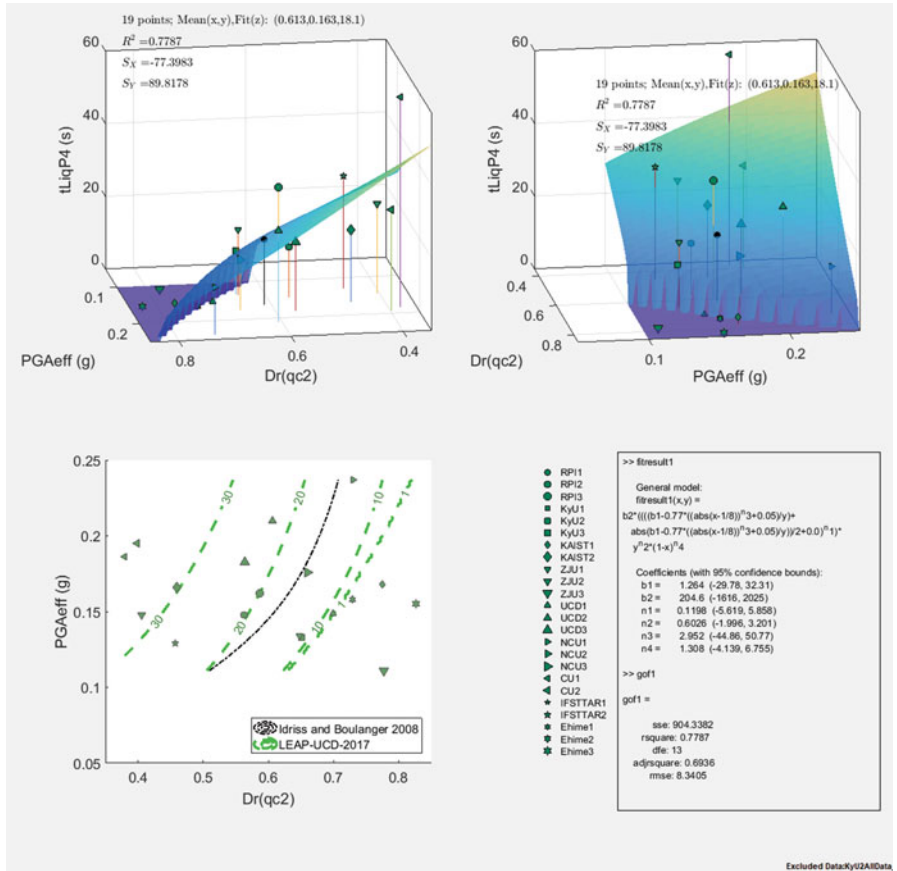 19 points; Mean(x,y),Fit(z): (0.613,0.163,18.1)
R² =0.7787
S_X =-77.3983
S_Y =89.8178
60
40
20
0
tLiqP4 (s)
0.1
0.2
PGAeff (g)
0.8
0.6
0.4
Dr(qc2)
19 points; Mean(x,y),Fit(z): (0.613,0.163,18.1)
R² =0.7787
S_X =-77.3983
S_Y =89.8178
60
40
20
0
tLiqP4 (s)
0.4
0.6
0.8
Dr(qc2)
0.1
0.2
PGAeff (g)
0.25
0.2
0.15
0.1
0.05
PGAeff (g)
30
20
10
1
30
20
10
1
Idriss and Boulanger 2008
LEAP-UCD-2017
0.4
0.5
0.6
0.7
0.8
Dr(qc2)
RPI1
RPI2
RPI3
KyU1
KyU2
KyU3
KAIST1
KAIST2
ZJU1
ZJU2
ZJU3
UCD1
UCD2
UCD3
NCU1
NCU2
NCU3
CU1
CU2
IFSTTAR1
IFSTTAR2
Ehime1
Ehime2
Ehime3
>> fitresult1
General model:
fitresult1(x,y) =
b2*((((b1-0.77*((abs(x-1/8))^n3+0.05)/y)+
abs(b1-0.77*((abs(x-1/8))^n3+0.05)/y))/2+0.0)^n1)*
y^n2*(1-x)^n4
Coefficients (with 95% confidence bounds):
b1 = 1.264 (-29.78, 32.31)
b2 = 204.6 (-1616, 2025)
n1 = 0.1198 (-5.619, 5.858)
n2 = 0.6026 (-1.996, 3.201)
n3 = 2.952 (-44.86, 50.77)
n4 = 1.308 (-4.139, 6.755)
>> gof1
gof1 =
sse: 904.3382
rsquare: 0.7787
dfe: 13
adjrsquare: 0.6936
rmse: 8.3405
Excluded Data:KyU2AllData,